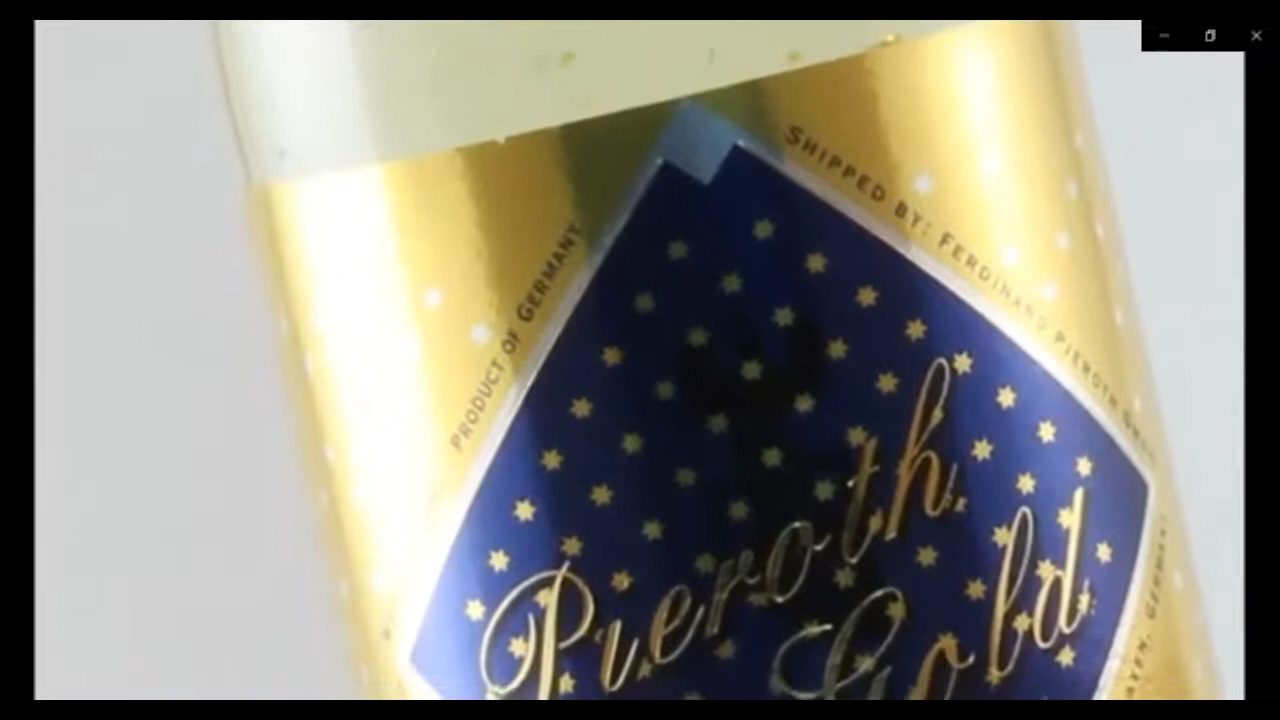 PRODUCT OF GERMANY
SHIPPED BY: FERDINAND PIEROTH
Pieroth
Gold